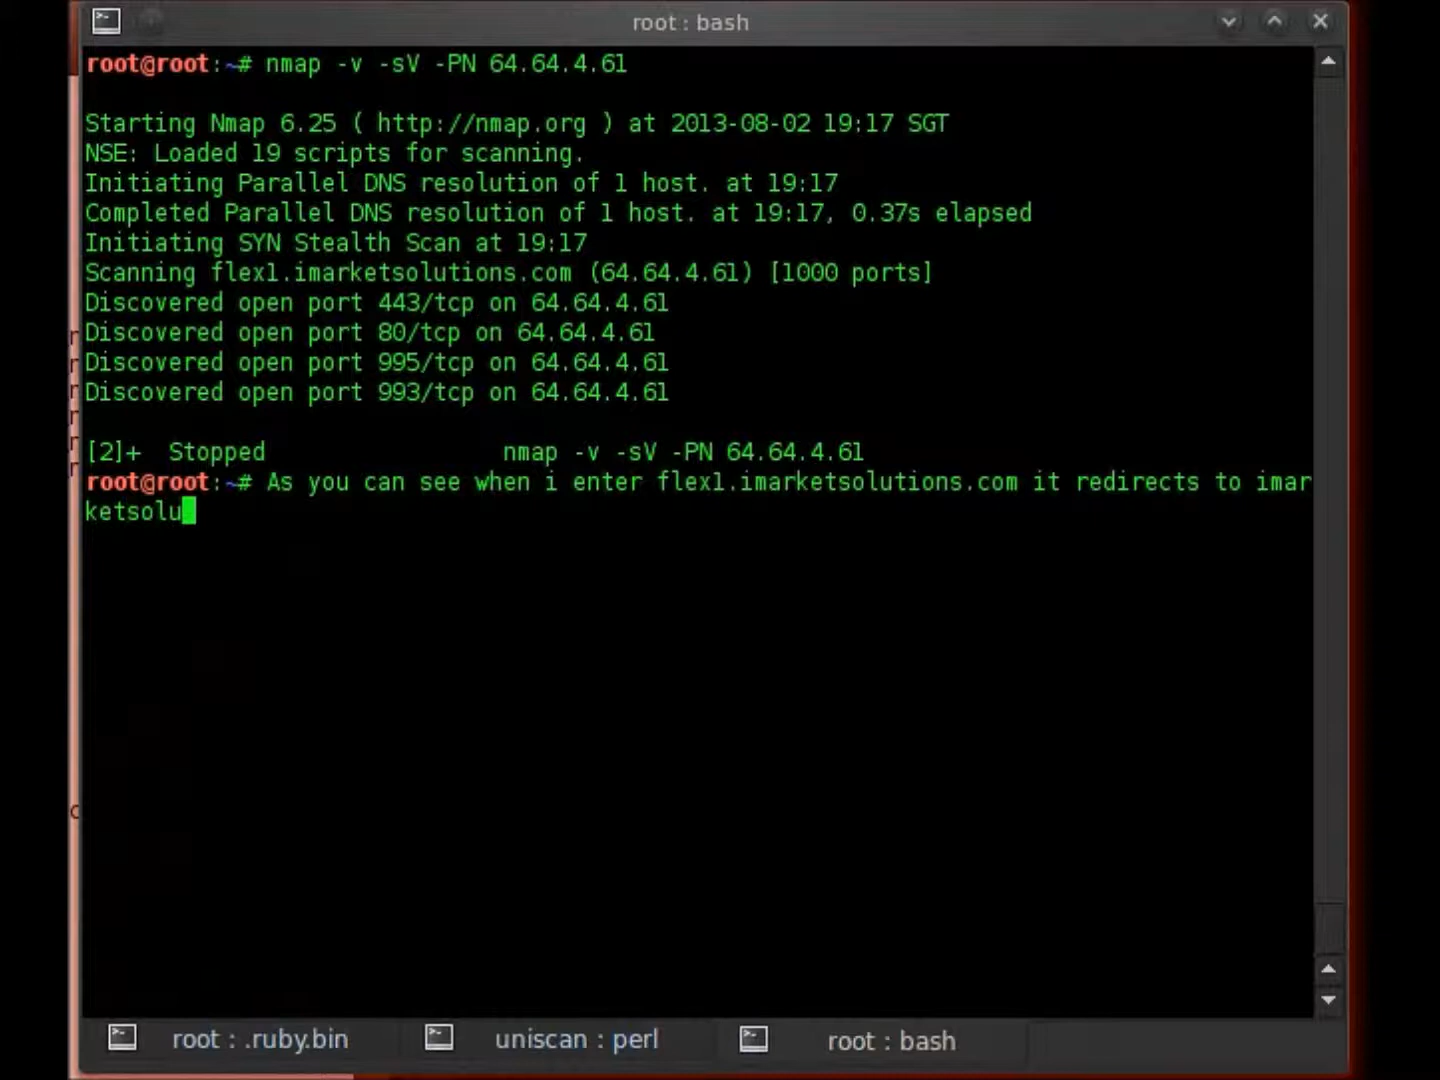 root : bash
root@root:~# nmap -v -sV -PN 64.64.4.61
Starting Nmap 6.25 ( http://nmap.org ) at 2013-08-02 19:17 SGT
NSE: Loaded 19 scripts for scanning.
Initiating Parallel DNS resolution of 1 host. at 19:17
Completed Parallel DNS resolution of 1 host. at 19:17, 0.37s elapsed
Initiating SYN Stealth Scan at 19:17
Scanning flex1.imarketsolutions.com (64.64.4.61) [1000 ports]
Discovered open port 443/tcp on 64.64.4.61
Discovered open port 80/tcp on 64.64.4.61
Discovered open port 995/tcp on 64.64.4.61
Discovered open port 993/tcp on 64.64.4.61
[2]+  Stopped                 nmap -v -sV -PN 64.64.4.61
root@root:~# As you can see when i enter flex1.imarketsolutions.com it redirects to imar
ketsolu
root : .ruby.bin
uniscan : perl
root : bash